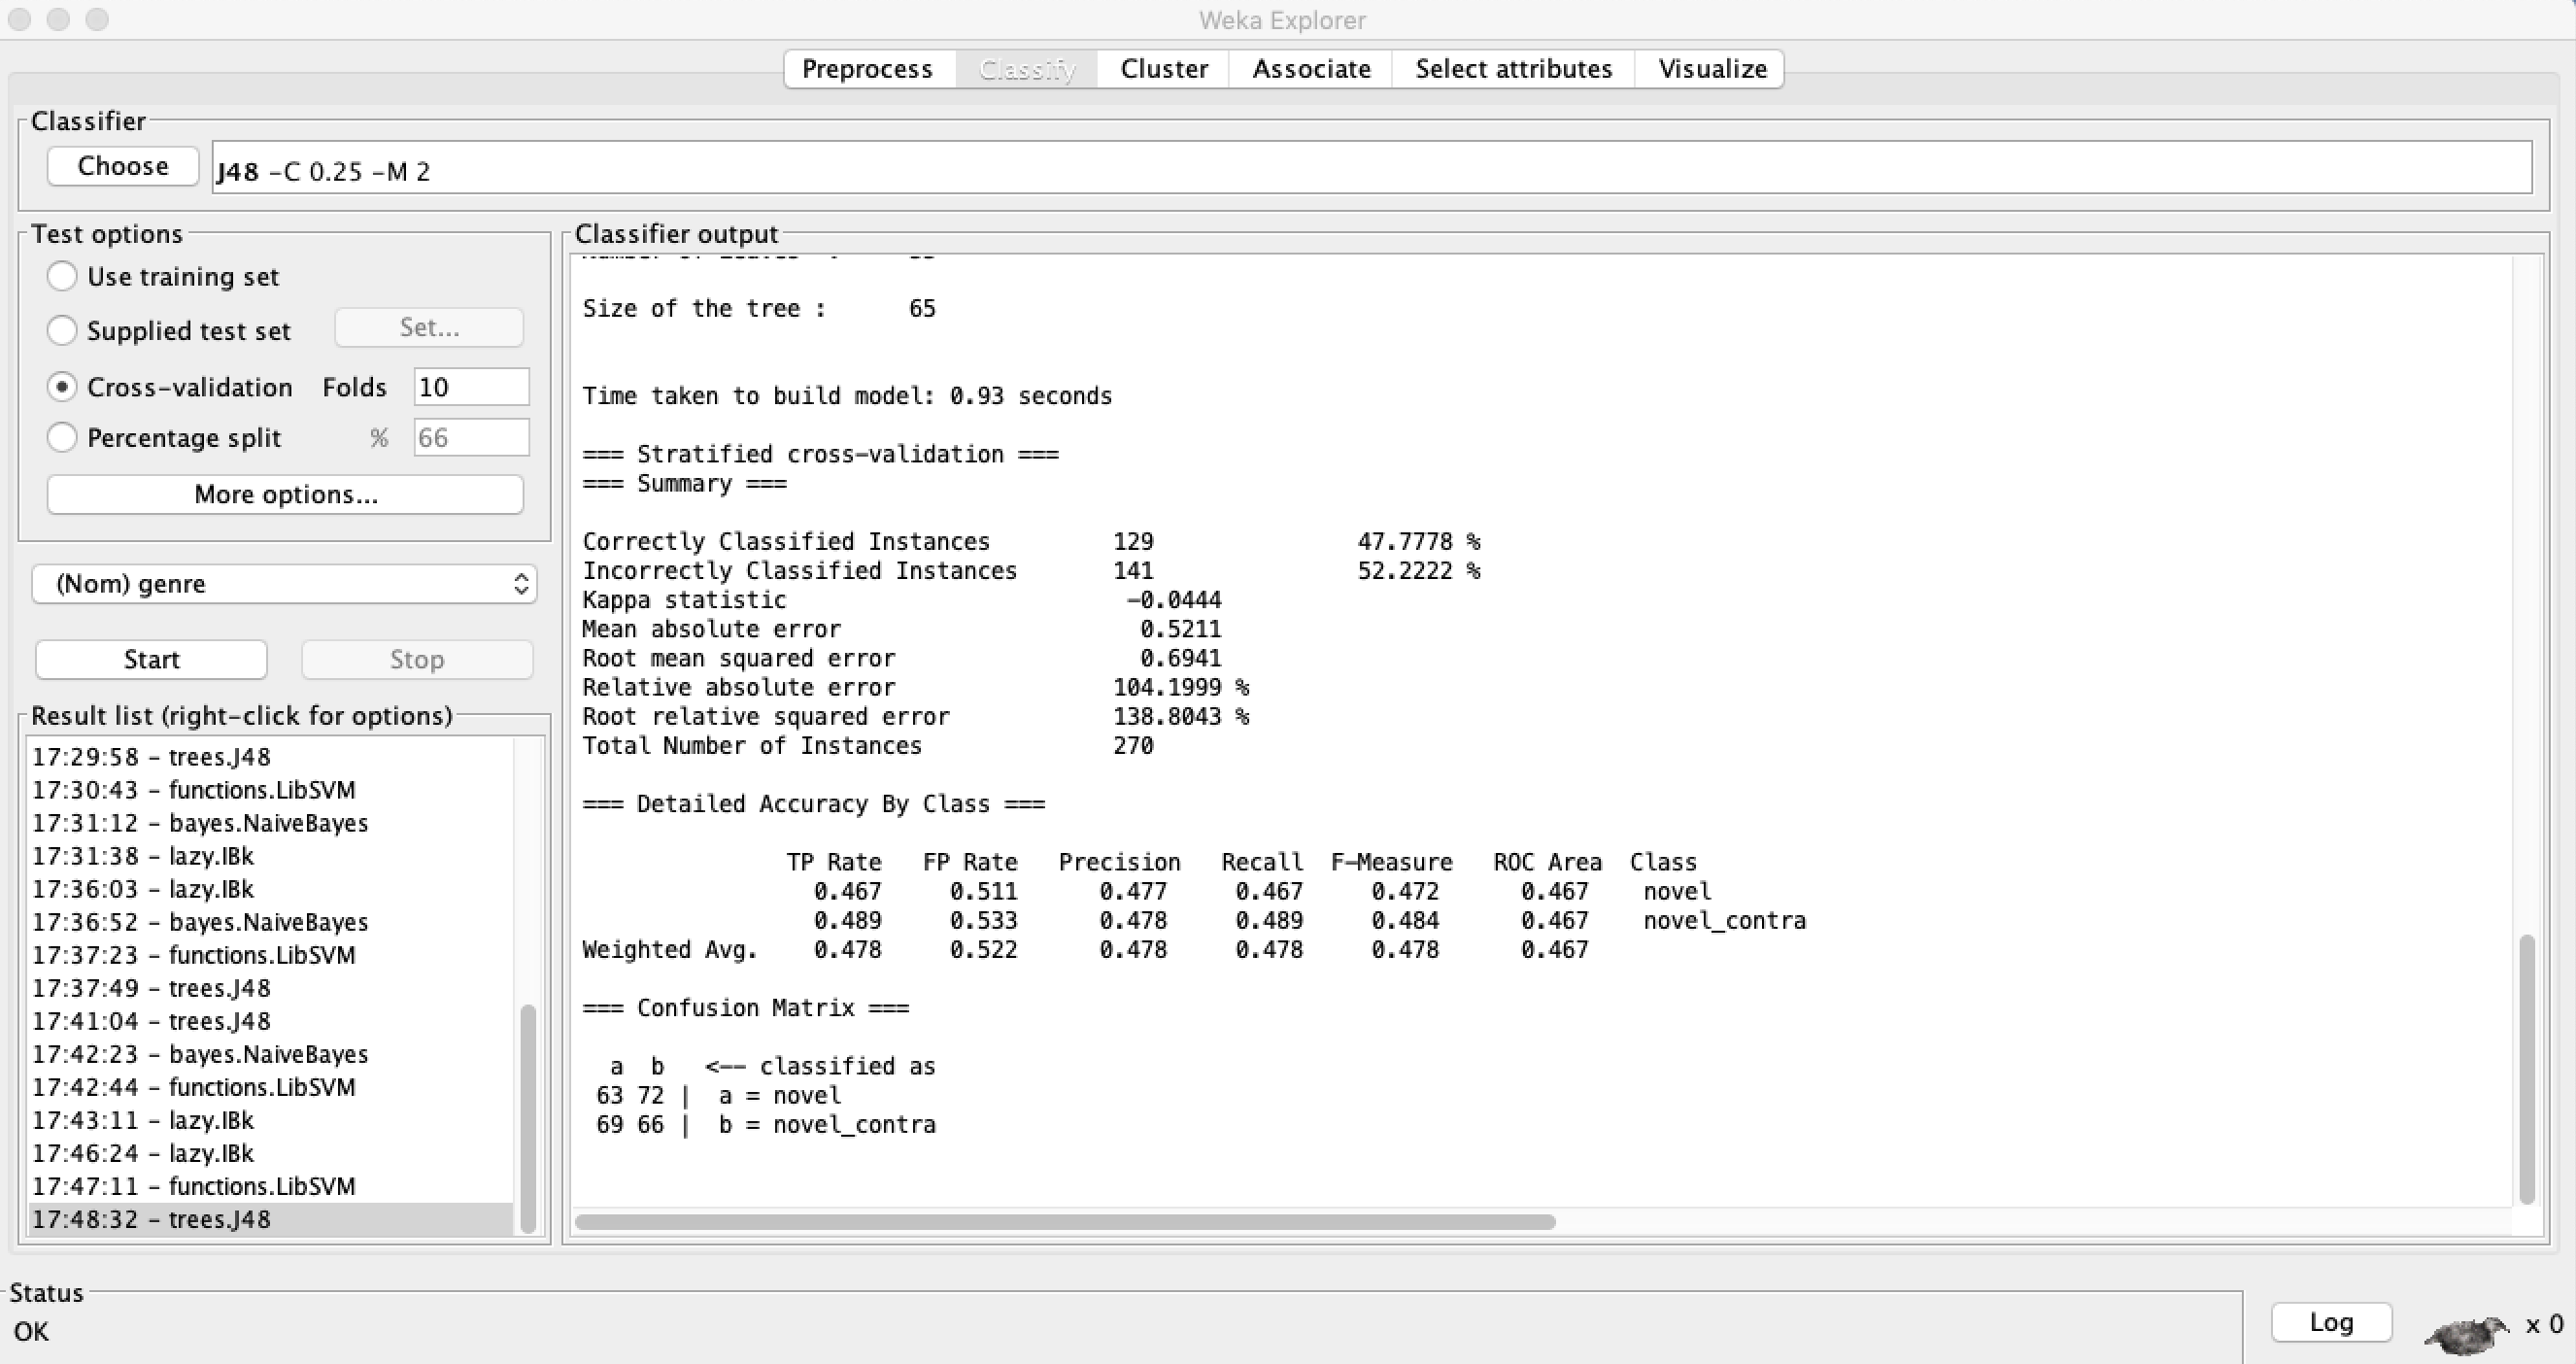 Weka Explorer
Preprocess Classify Cluster Associate Select attributes Visualize
Classifier
Choose J48 -C 0.25 -M 2
Test options
Use training set
Supplied test set Set...
Cross-validation Folds 10
Percentage split % 66
More options...
(Nom) genre
Start Stop
Result list (right-click for options)
17:29:58 - trees.J48
17:30:43 - functions.LibSVM
17:31:12 - bayes.NaiveBayes
17:31:38 - lazy.IBk
17:36:03 - lazy.IBk
17:36:52 - bayes.NaiveBayes
17:37:23 - functions.LibSVM
17:37:49 - trees.J48
17:41:04 - trees.J48
17:42:23 - bayes.NaiveBayes
17:42:44 - functions.LibSVM
17:43:11 - lazy.IBk
17:46:24 - lazy.IBk
17:47:11 - functions.LibSVM
17:48:32 - trees.J48
Classifier output
Size of the tree : 65
Time taken to build model: 0.93 seconds
=== Stratified cross-validation ===
=== Summary ===
Correctly Classified Instances 129 47.7778 %
Incorrectly Classified Instances 141 52.2222 %
Kappa statistic -0.0444
Mean absolute error 0.5211
Root mean squared error 0.6941
Relative absolute error 104.1999 %
Root relative squared error 138.8043 %
Total Number of Instances 270
=== Detailed Accuracy By Class ===
TP Rate FP Rate Precision Recall F-Measure ROC Area Class
0.467 0.511 0.477 0.467 0.472 0.467 novel
0.489 0.533 0.478 0.489 0.484 0.467 novel_contra
Weighted Avg. 0.478 0.522 0.478 0.478 0.478 0.467
=== Confusion Matrix ===
a b <-- classified as
63 72 | a = novel
69 66 | b = novel_contra
Status
OK
Log
x 0